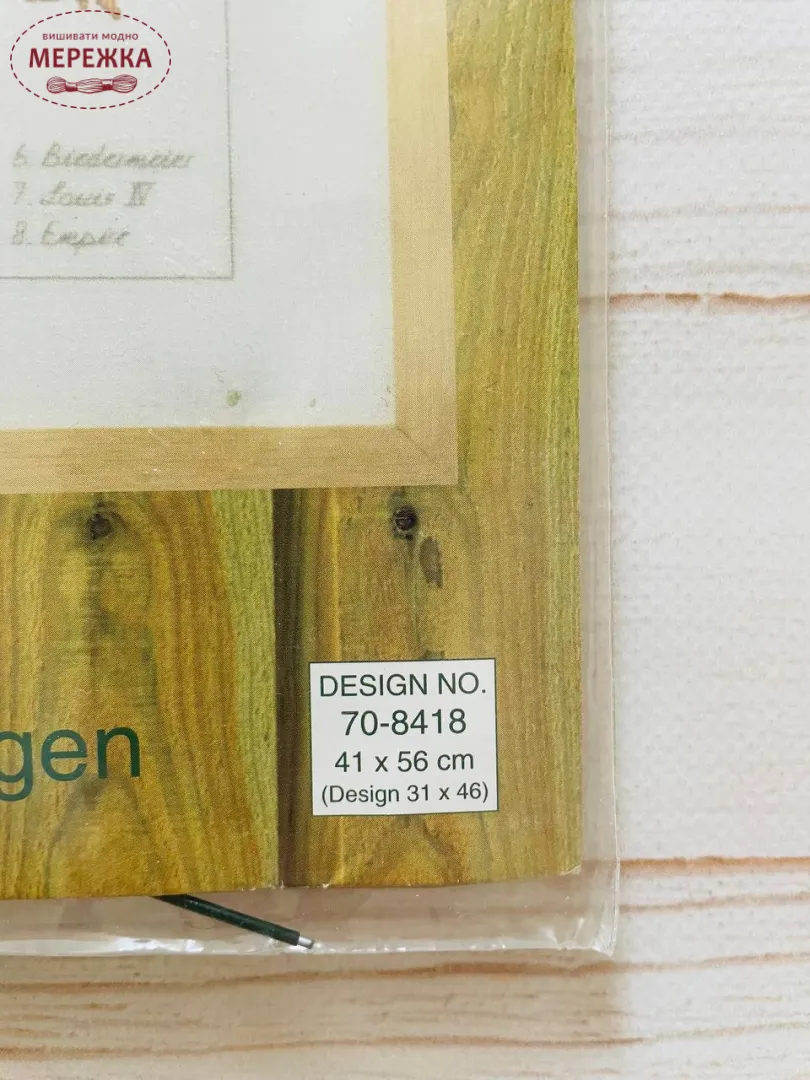 вишивати модно
МЕРЕЖКА
6. Biedermeier
7. Louis IV
8. Empire
gen
DESIGN NO.
70-8418
41 x 56 cm
(Design 31 x 46)